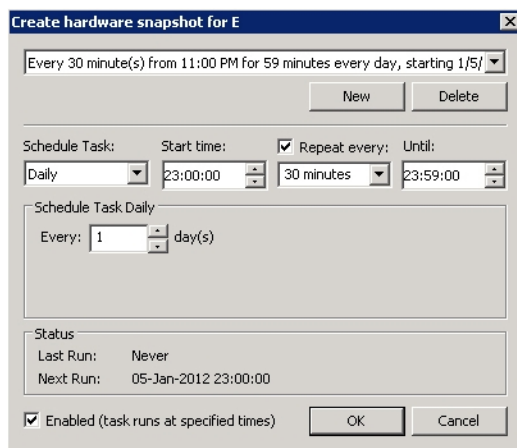 Create hardware snapshot for E
Every 30 minute(s) from 11:00 PM for 59 minutes every day, starting 1/5/
New Delete
Schedule Task: Start time: Repeat every: Until:
Daily 23:00:00 30 minutes 23:59:00
Schedule Task Daily
Every: 1 day(s)
Status
Last Run: Never
Next Run: 05-Jan-2012 23:00:00
Enabled (task runs at specified times) OK Cancel